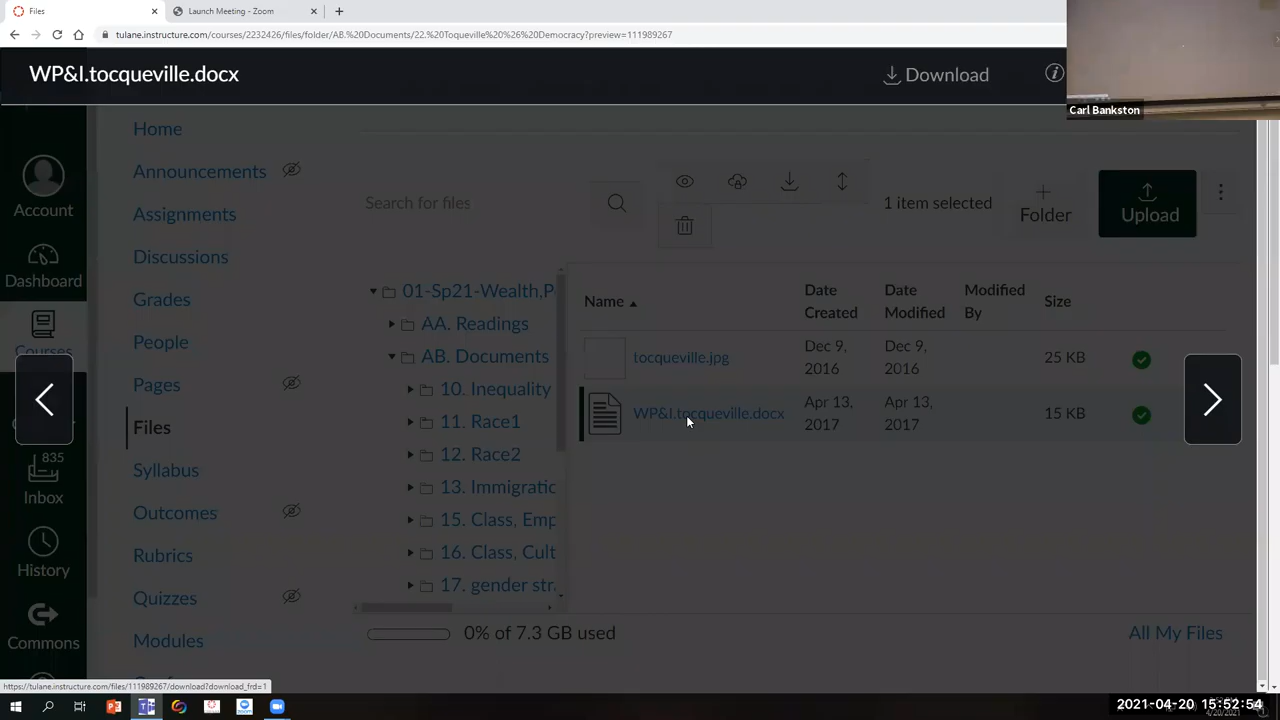 Files
Launch Meeting - Zoom
tulane.instructure.com/courses/2232426/files/folder/AB.%20Documents/22.%20Toqueville%20%26%20Democracy?preview=111989267
WP&I.tocqueville.docx
Download
Carl Bankston
Account
Dashboard
Courses
835
Inbox
History
Commons
Home
Announcements
Assignments
Discussions
Grades
People
Pages
Files
Syllabus
Outcomes
Rubrics
Quizzes
Modules
Search for files
1 item selected
Folder
Upload
01-Sp21-Wealth,P
AA. Readings
AB. Documents
10. Inequality
11. Race1
12. Race2
13. Immigratic
15. Class, Emp
16. Class, Cult
17. gender stra
Name
Date Created
Date Modified
Modified By
Size
tocqueville.jpg
Dec 9, 2016
Dec 9, 2016
25 KB
WP&I.tocqueville.docx
Apr 13, 2017
Apr 13, 2017
15 KB
0% of 7.3 GB used
All My Files
https://tulane.instructure.com/files/111989267/download?download_frd=1
2021-04-20 15:52:54